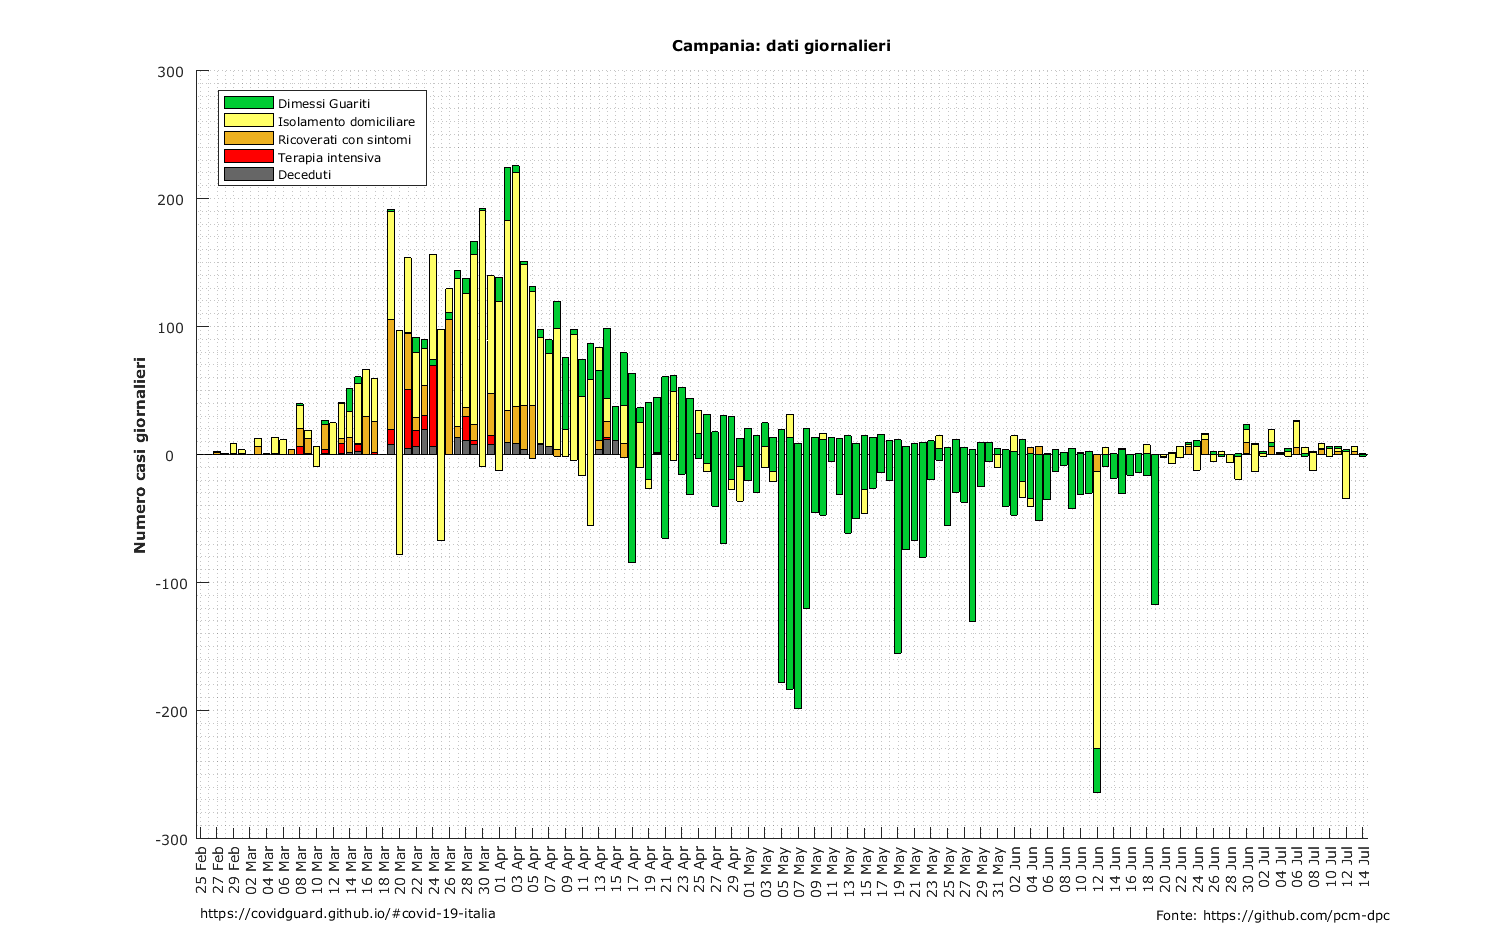 Campania: dati giornalieri
300
200
100
0
-100
-200
-300
Numero casi giornalieri
Dimessi Guariti
Isolamento domiciliare
Ricoverati con sintomi
Terapia intensiva
Deceduti
25 Feb
27 Feb
29 Feb
02 Mar
04 Mar
06 Mar
08 Mar
10 Mar
12 Mar
14 Mar
16 Mar
18 Mar
20 Mar
22 Mar
24 Mar
26 Mar
28 Mar
30 Mar
01 Apr
03 Apr
05 Apr
07 Apr
09 Apr
11 Apr
13 Apr
15 Apr
17 Apr
19 Apr
21 Apr
23 Apr
25 Apr
27 Apr
29 Apr
01 May
03 May
05 May
07 May
09 May
11 May
13 May
15 May
17 May
19 May
21 May
23 May
25 May
27 May
29 May
31 May
02 Jun
04 Jun
06 Jun
08 Jun
10 Jun
12 Jun
14 Jun
16 Jun
18 Jun
20 Jun
22 Jun
24 Jun
26 Jun
28 Jun
30 Jun
02 Jul
04 Jul
06 Jul
08 Jul
10 Jul
12 Jul
14 Jul
https://covidguard.github.io/#covid-19-italia
Fonte: https://github.com/pcm-dpc